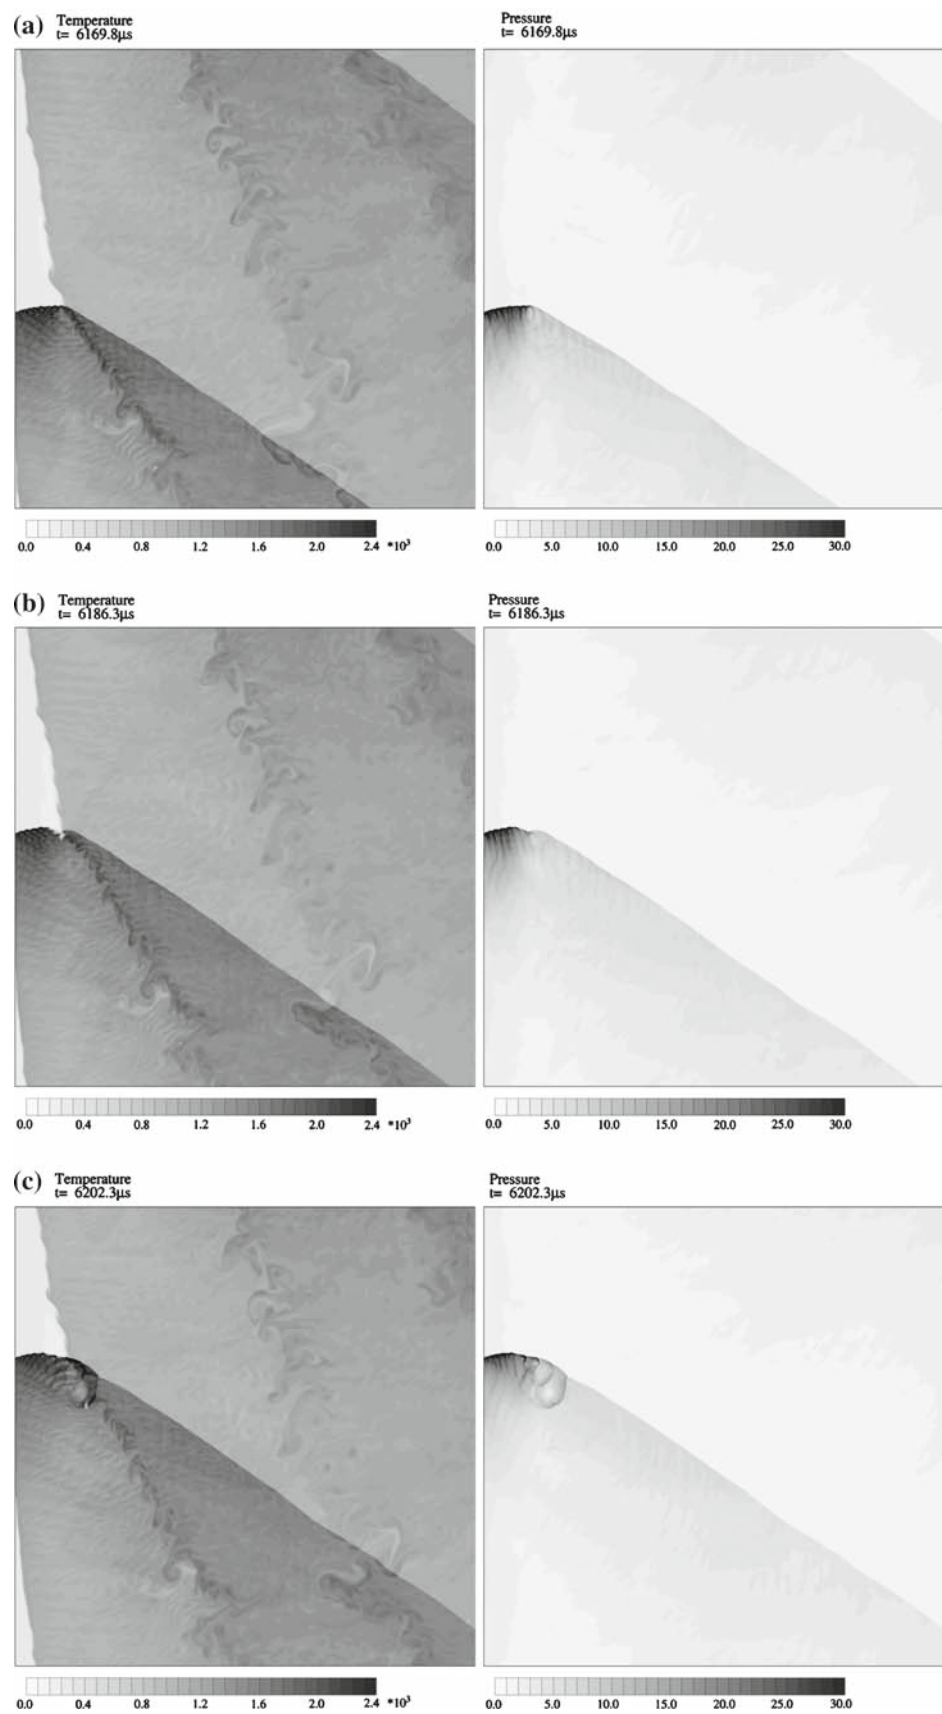 (a) Temperature
t= 6169.8μs
Pressure
t= 6169.8μs
0.0 0.4 0.8 1.2 1.6 2.0 2.4 *10³
0.0 5.0 10.0 15.0 20.0 25.0 30.0
(b) Temperature
t= 6186.3μs
Pressure
t= 6186.3μs
0.0 0.4 0.8 1.2 1.6 2.0 2.4 *10³
0.0 5.0 10.0 15.0 20.0 25.0 30.0
(c) Temperature
t= 6202.3μs
Pressure
t= 6202.3μs
0.0 0.4 0.8 1.2 1.6 2.0 2.4 *10³
0.0 5.0 10.0 15.0 20.0 25.0 30.0